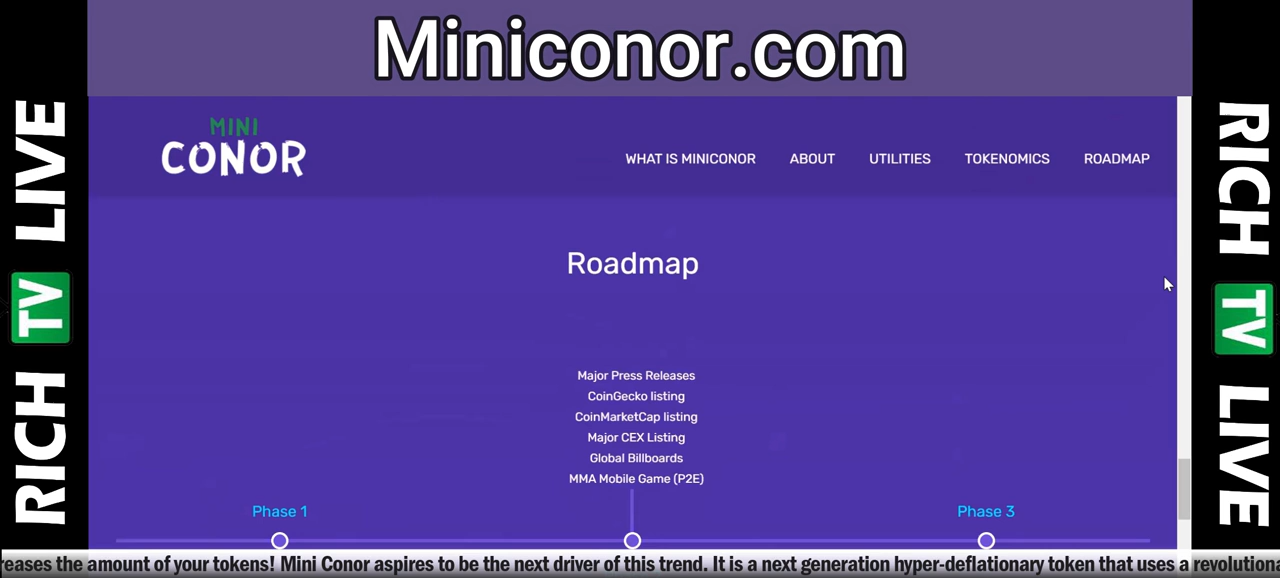 Miniconor.com
RICH TV LIVE
MINI
CONOR
WHAT IS MINICONOR ABOUT UTILITIES TOKENOMICS ROADMAP
Roadmap
Major Press Releases
CoinGecko listing
CoinMarketCap listing
Major CEX Listing
Global Billboards
MMA Mobile Game (P2E)
Phase 1 Phase 3
RICH TV LIVE
reases the amount of your tokens! Mini Conor aspires to be the next driver of this trend. It is a next generation hyper-deflationary token that uses a revolutiona